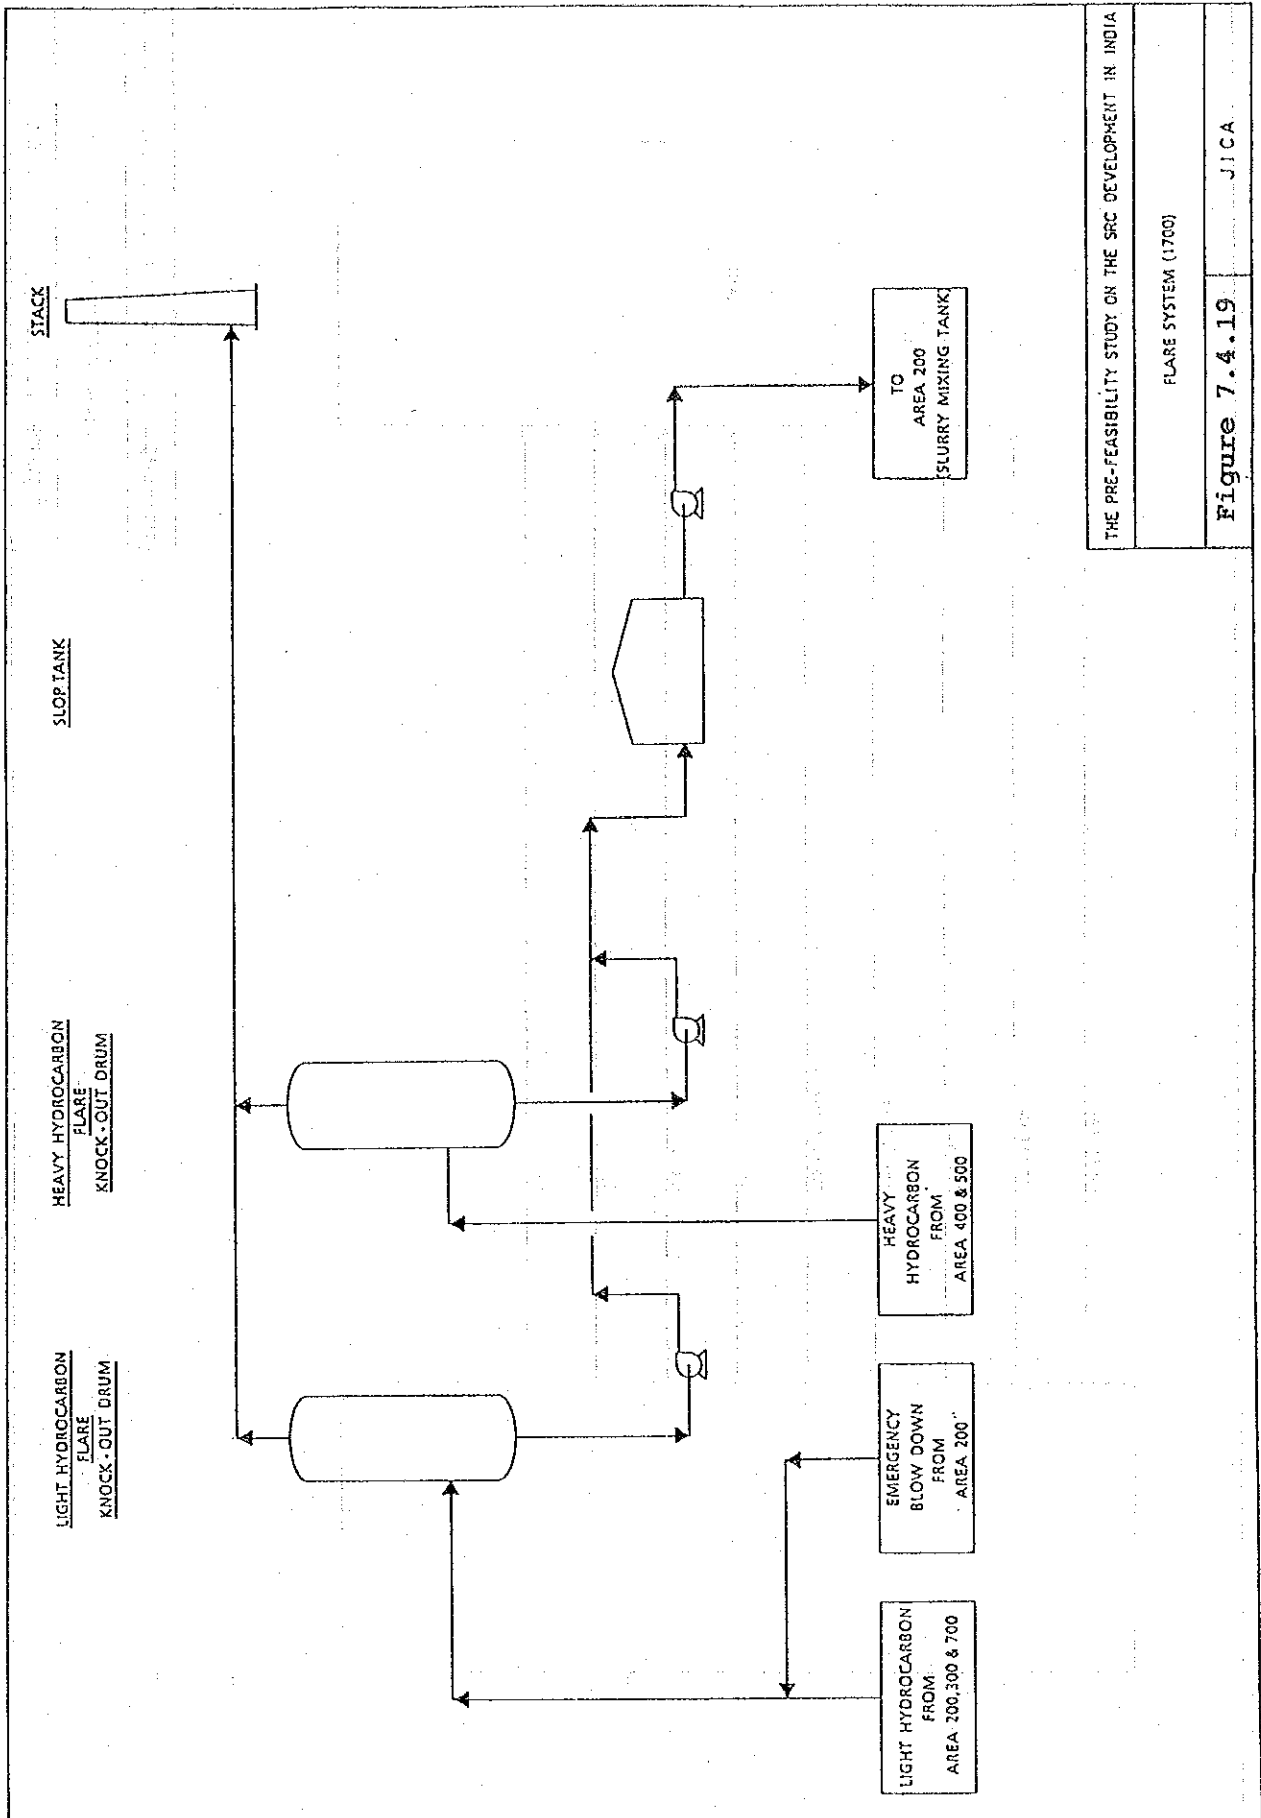 LIGHT HYDROCARBON
FLARE
KNOCK-OUT DRUM
HEAVY HYDROCARBON
FLARE
KNOCK-OUT DRUM
SLOP TANK
STACK
LIGHT HYDROCARBON
FROM
AREA 200,300 & 700
EMERGENCY
BLOW DOWN
FROM
AREA 200
HEAVY
HYDROCARBON
FROM
AREA 400 & 500
TO
AREA 200
(SLURRY MIXING TANK)
THE PRE-FEASIBILITY STUDY ON THE SRC DEVELOPMENT IN INDIA
FLARE SYSTEM (1700)
Figure 7.4.19
JICA